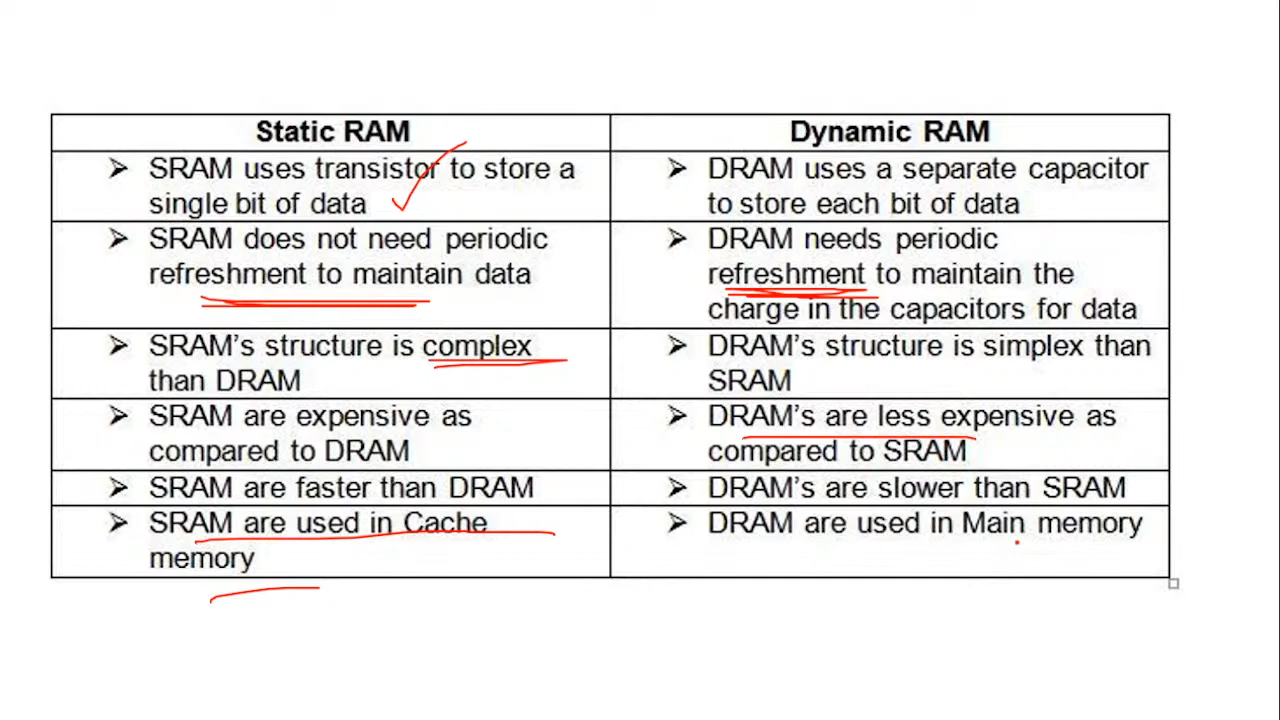 Static RAM
Dynamic RAM
➢ SRAM uses transistor to store a
single bit of data
➢ DRAM uses a separate capacitor
to store each bit of data
➢ SRAM does not need periodic
refreshment to maintain data
➢ DRAM needs periodic
refreshment to maintain the
charge in the capacitors for data
➢ SRAM's structure is complex
than DRAM
➢ DRAM's structure is simplex than
SRAM
➢ SRAM are expensive as
compared to DRAM
➢ DRAM's are less expensive as
compared to SRAM
➢ SRAM are faster than DRAM
➢ DRAM's are slower than SRAM
➢ SRAM are used in Cache
memory
➢ DRAM are used in Main memory